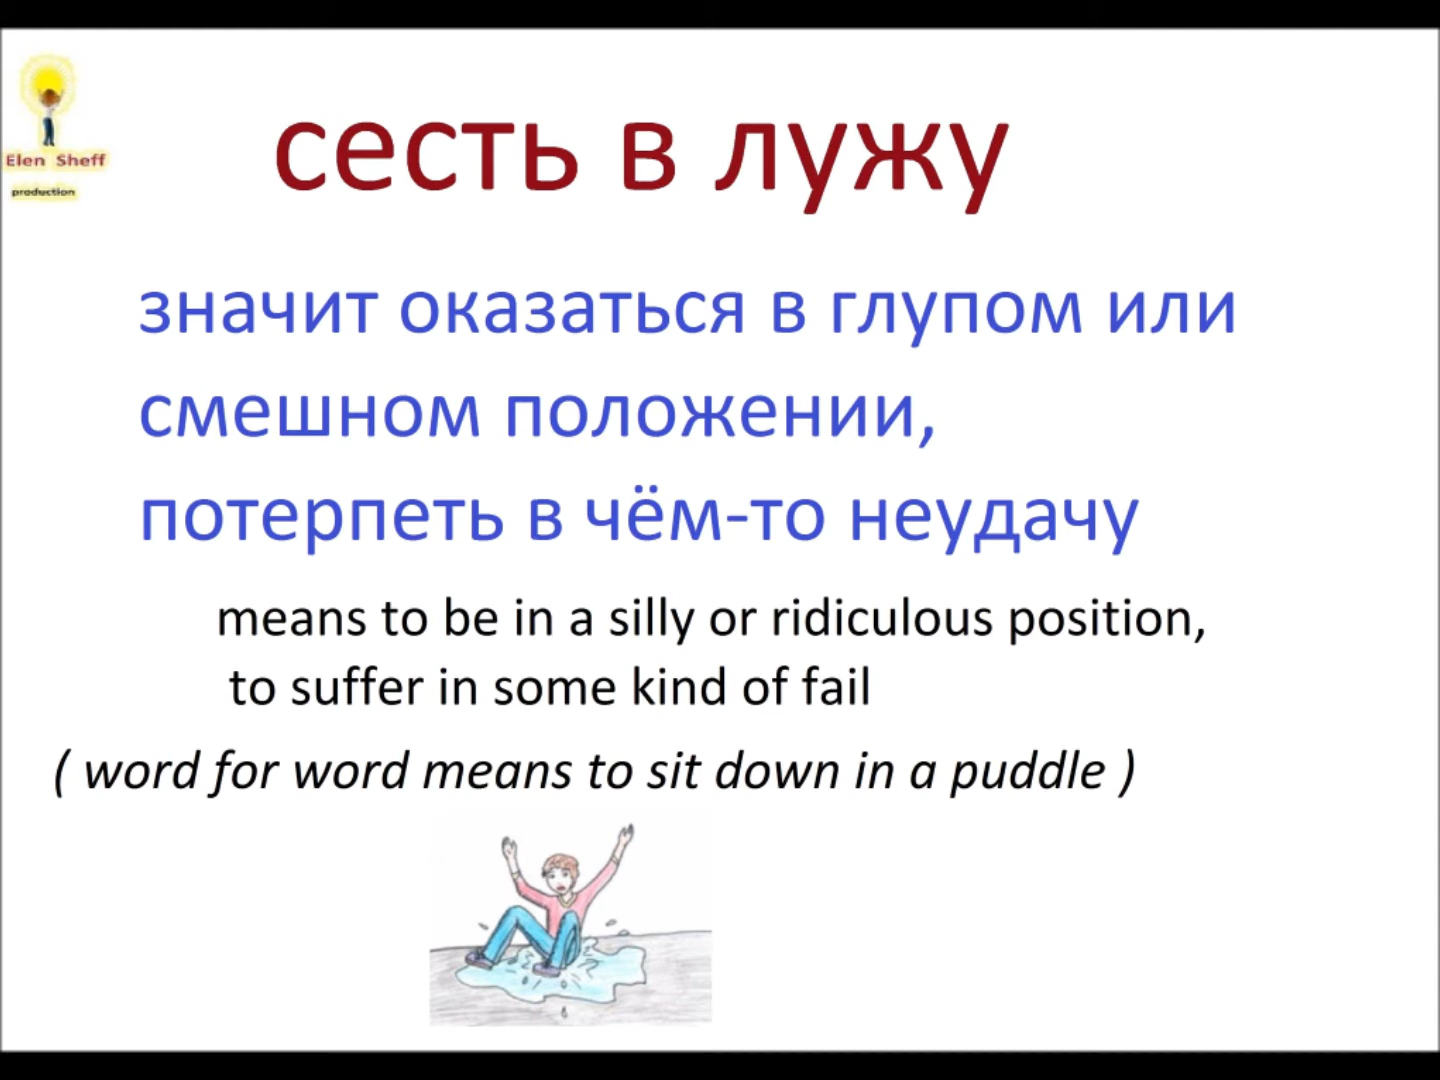 Elen Sheff
production
сесть в лужу
значит оказаться в глупом или
смешном положении,
потерпеть в чём-то неудачу
means to be in a silly or ridiculous position,
to suffer in some kind of fail
( word for word means to sit down in a puddle )